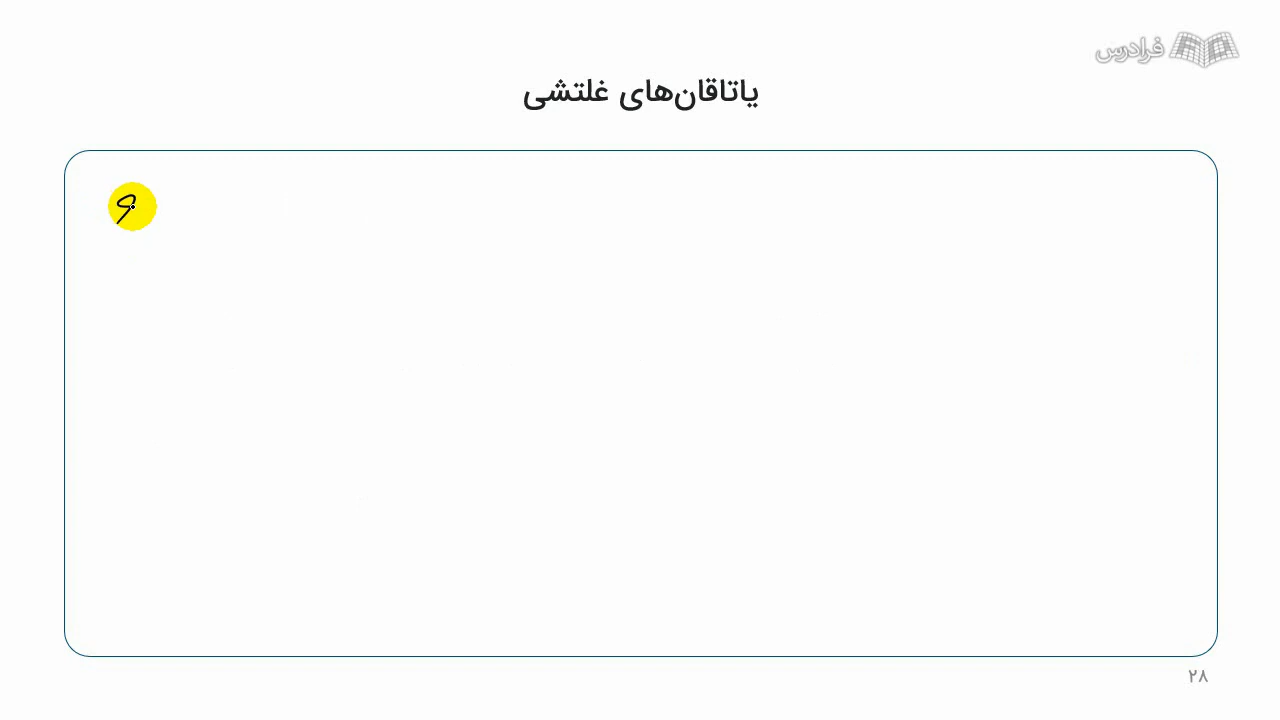 فرادرس
یاتاقان‌های غلتشی
۲۸